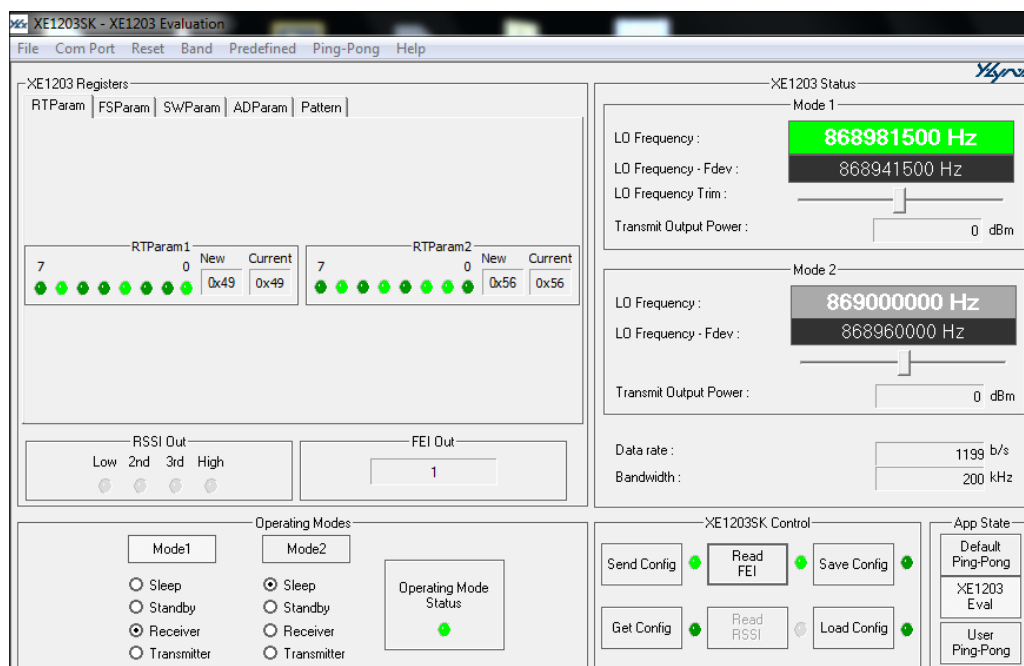 XE1203SK - XE1203 Evaluation
File Com Port Reset Band Predefined Ping-Pong Help
XE1203 Registers
RTParam FSParam SWParam ADParam Pattern
RTParam1
7 0 New Current
0x49 0x49
RTParam2
7 0 New Current
0x56 0x56
RSSI Out
Low 2nd 3rd High
FEI Out
1
XE1203 Status
Mode 1
LO Frequency : 868981500 Hz
LO Frequency - Fdev : 868941500 Hz
LO Frequency Trim :
Transmit Output Power : 0 dBm
Mode 2
LO Frequency : 869000000 Hz
LO Frequency - Fdev : 868960000 Hz
Transmit Output Power : 0 dBm
Data rate : 1199 b/s
Bandwidth : 200 kHz
Operating Modes
Mode1 Mode2
Sleep Sleep
Standby Standby
Receiver Receiver
Transmitter Transmitter
Operating Mode
Status
XE1203SK Control
Send Config Read FEI Save Config
Get Config Read RSSI Load Config
App State
Default
Ping-Pong
XE1203
Eval
User
Ping-Pong